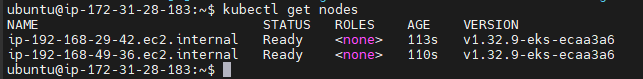 ubuntu@ip-172-31-28-183:~$ kubectl get nodes
NAME STATUS ROLES AGE VERSION
ip-192-168-29-42.ec2.internal Ready <none> 113s v1.32.9-eks-ecaa3a6
ip-192-168-49-36.ec2.internal Ready <none> 110s v1.32.9-eks-ecaa3a6
ubuntu@ip-172-31-28-183:~$